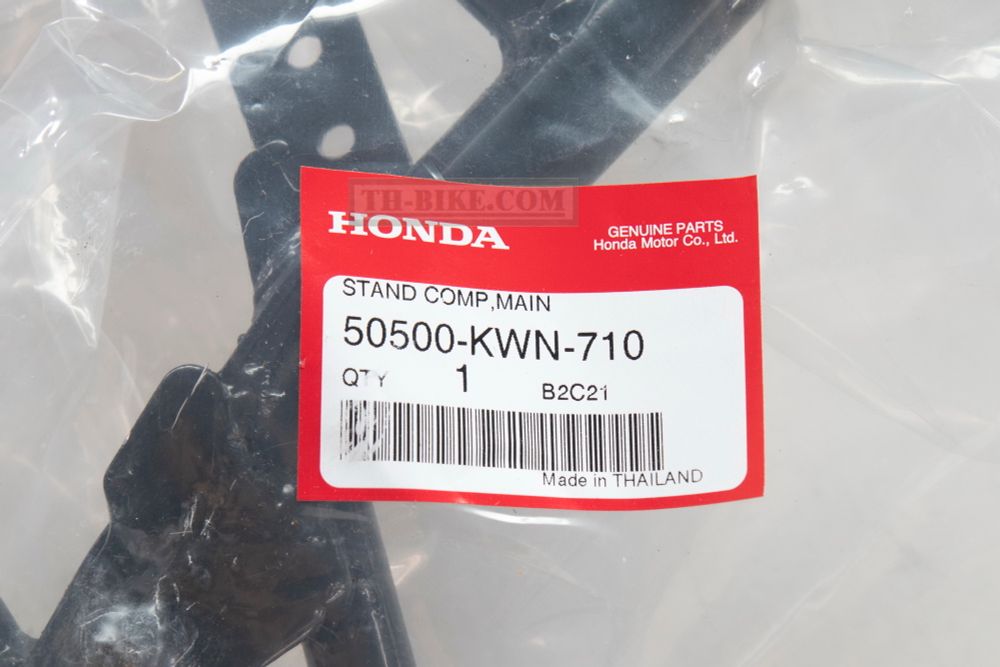 TH-BIKE.COM
HONDA
GENUINE PARTS
Honda Motor Co., Ltd.
STAND COMP,MAIN
50500-KWN-710
QTY 1 B2C21
Made in THAILAND